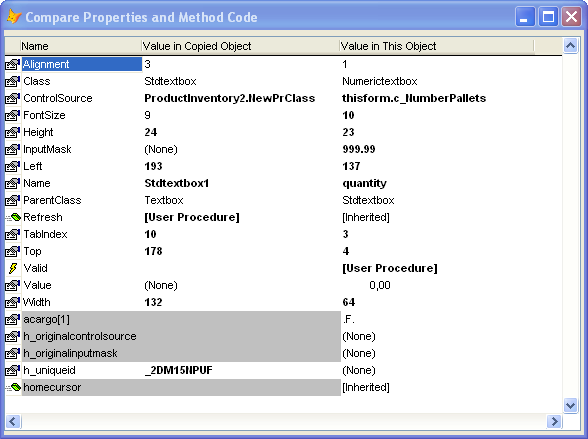 Compare Properties and Method Code
Name Value in Copied Object Value in This Object
Alignment 3 1
Class Stdtextbox Numerictextbox
ControlSource ProductInventory2.NewPrClass thisform.c_NumberPallets
FontSize 9 10
Height 24 23
InputMask (None) 999.99
Left 193 137
Name Stdtextbox1 quantity
ParentClass Textbox Stdtextbox
Refresh [User Procedure] [Inherited]
TabIndex 10 3
Top 178 4
Valid [User Procedure]
Value (None) 0,00
Width 132 64
acargo[1] .F.
h_originalcontrolsource (None)
h_originalinputmask (None)
h_uniqueid _2DM15NPUF (None)
homecursor [Inherited]